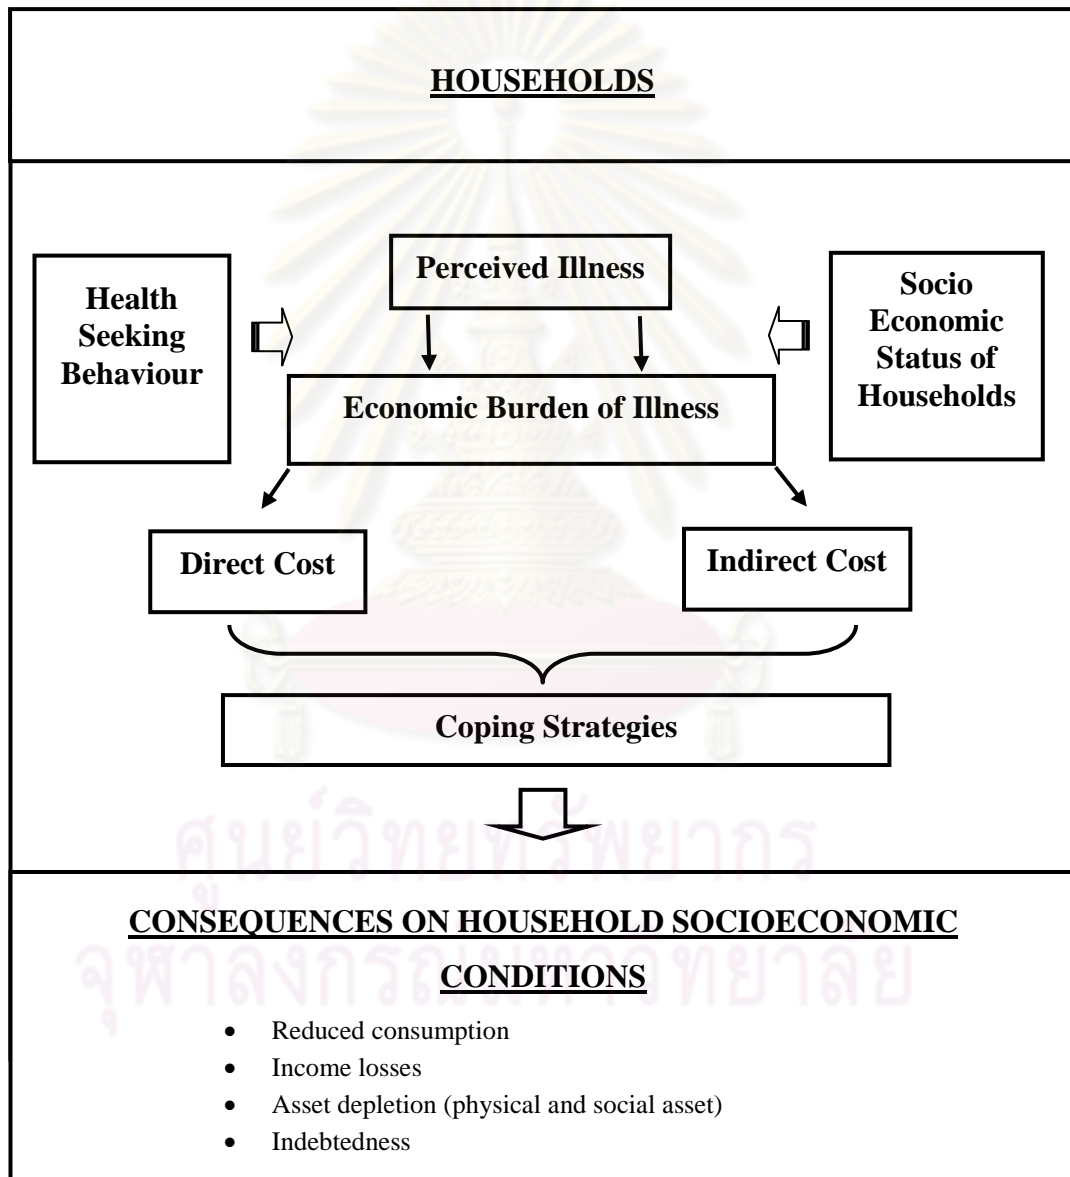 HOUSEHOLDS
Perceived Illness
Health
Seeking
Behaviour
Socio
Economic
Status of
Households
Economic Burden of Illness
Direct Cost
Indirect Cost
Coping Strategies
ศูนย์วิทยทรัพยากร
CONSEQUENCES ON HOUSEHOLD SOCIOECONOMIC
จุฬาลงกรณ์มหาวิทยาลัย
CONDITIONS
• Reduced consumption
• Income losses
• Asset depletion (physical and social asset)
• Indebtedness